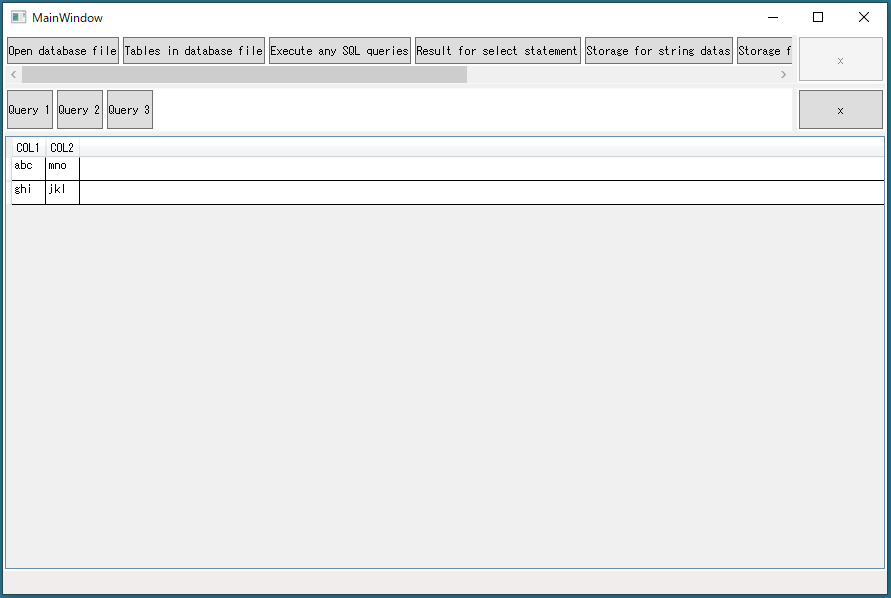 MainWindow
Open database file Tables in database file Execute any SQL queries Result for select statement Storage for string datas Storage f
x
Query 1 Query 2 Query 3 x
COL1 COL2
abc mno
ghi jkl